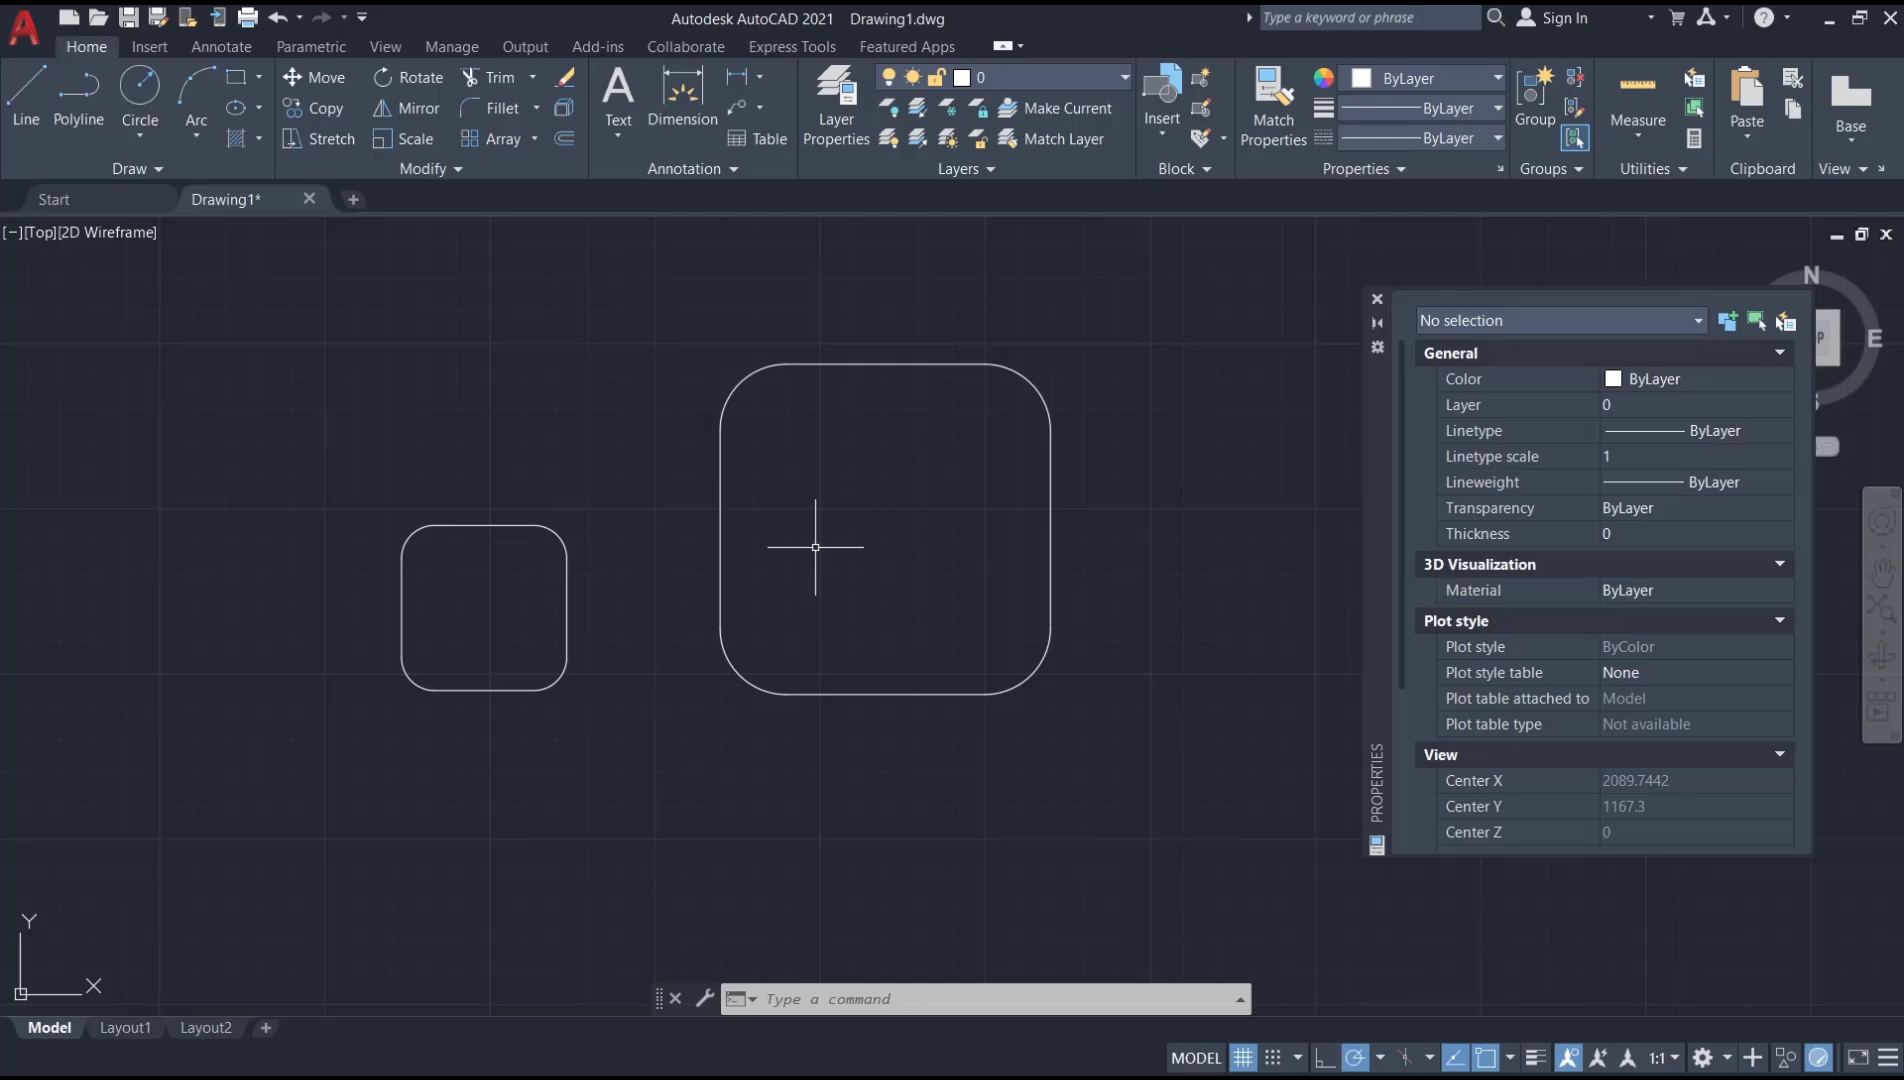 Autodesk AutoCAD 2021 Drawing1.dwg
Type a keyword or phrase
Sign In
Home Insert Annotate Parametric View Manage Output Add-ins Collaborate Express Tools Featured Apps
Line Polyline Circle Arc
Draw
Move Rotate Trim
Copy Mirror Fillet
Stretch Scale Array
Modify
Text Dimension Table
Annotation
Layer Properties
0
Make Current
Match Layer
Layers
Insert
Block
Match Properties
ByLayer
ByLayer
ByLayer
Properties
Group
Groups
Measure
Utilities
Paste
Clipboard
Base
View
Start Drawing1*
[−][Top][2D Wireframe]
N
E
No selection
General
Color ByLayer
Layer 0
Linetype ByLayer
Linetype scale 1
Lineweight ByLayer
Transparency ByLayer
Thickness 0
3D Visualization
Material ByLayer
Plot style
Plot style ByColor
Plot style table None
Plot table attached to Model
Plot table type Not available
View
Center X 2089.7442
Center Y 1167.3
Center Z 0
PROPERTIES
Y
X
Type a command
Model Layout1 Layout2
MODEL 1:1